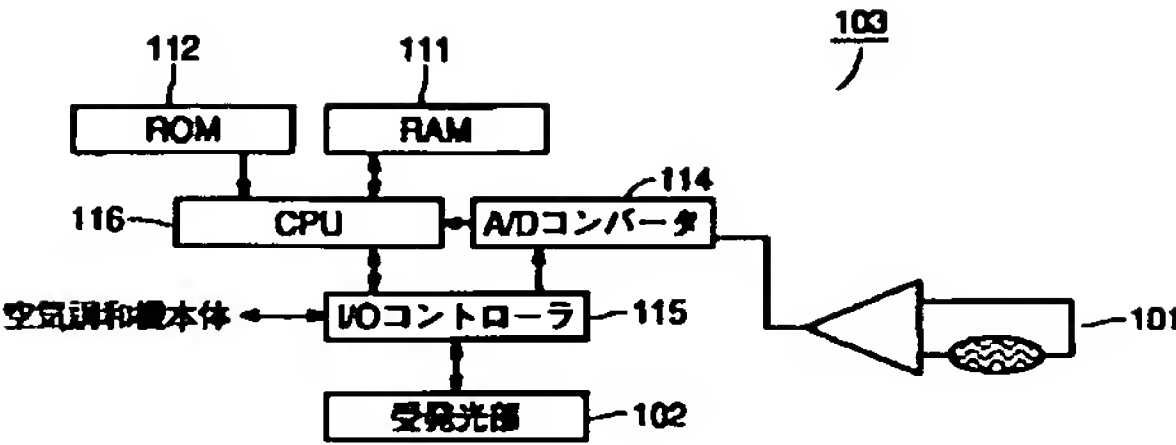 103
112
111
ROM
RAM
114
116
CPU
A/Dコンバータ
空気調和機本体
I/Oコントローラ
115
101
受発光部
102